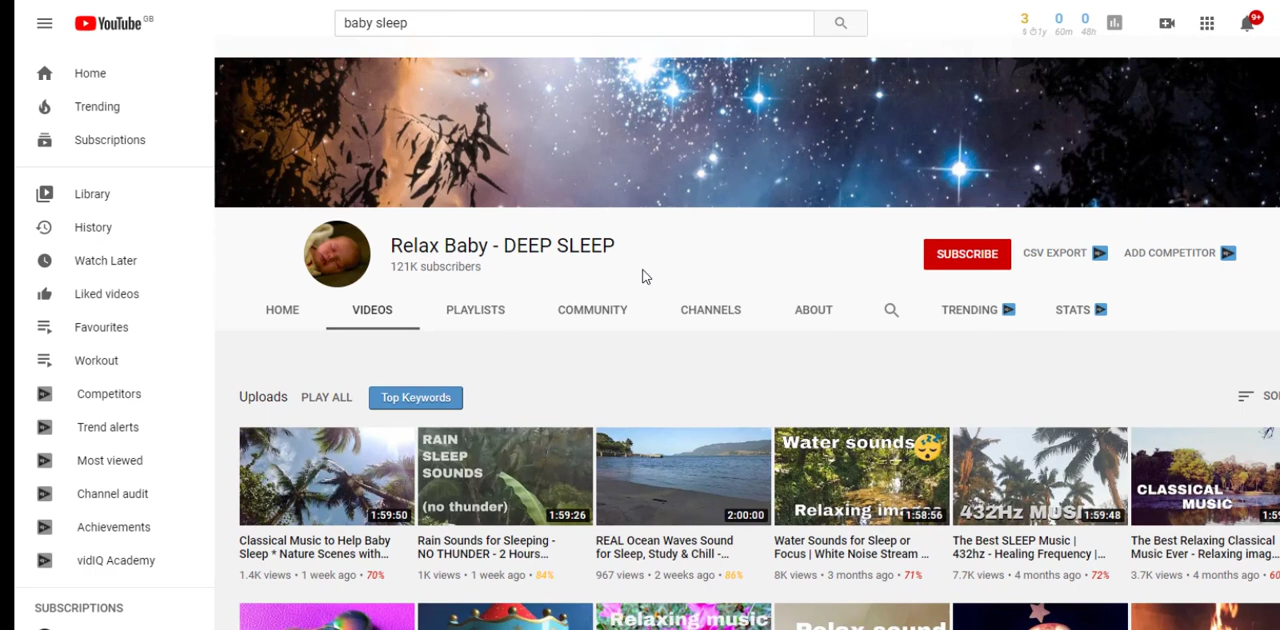 YouTube GB
baby sleep
3 0 0
1y 60m 48h
9+
Home
Trending
Subscriptions
Library
History
Watch Later
Liked videos
Favourites
Workout
Competitors
Trend alerts
Most viewed
Channel audit
Achievements
vidIQ Academy
SUBSCRIPTIONS
Relax Baby - DEEP SLEEP
121K subscribers
SUBSCRIBE
CSV EXPORT
ADD COMPETITOR
HOME VIDEOS PLAYLISTS COMMUNITY CHANNELS ABOUT TRENDING STATS
Uploads PLAY ALL Top Keywords
1:59:50
Classical Music to Help Baby
Sleep * Nature Scenes with...
1.4K views • 1 week ago • 70%
RAIN
SLEEP
SOUNDS
(no thunder)
1:59:26
Rain Sounds for Sleeping -
NO THUNDER - 2 Hours...
1K views • 1 week ago • 84%
2:00:00
REAL Ocean Waves Sound
for Sleep, Study & Chill -...
967 views • 2 weeks ago • 86%
Water sounds
Relaxing
1:58:56
Water Sounds for Sleep or
Focus | White Noise Stream ...
8K views • 3 months ago • 71%
432Hz
1:59:48
The Best SLEEP Music |
432hz - Healing Frequency |...
7.7K views • 4 months ago • 72%
CLASSICAL
MUSIC
The Best Relaxing Classical
Music Ever - Relaxing imag...
3.7K views • 4 months ago
Relaxing music
Relax sound